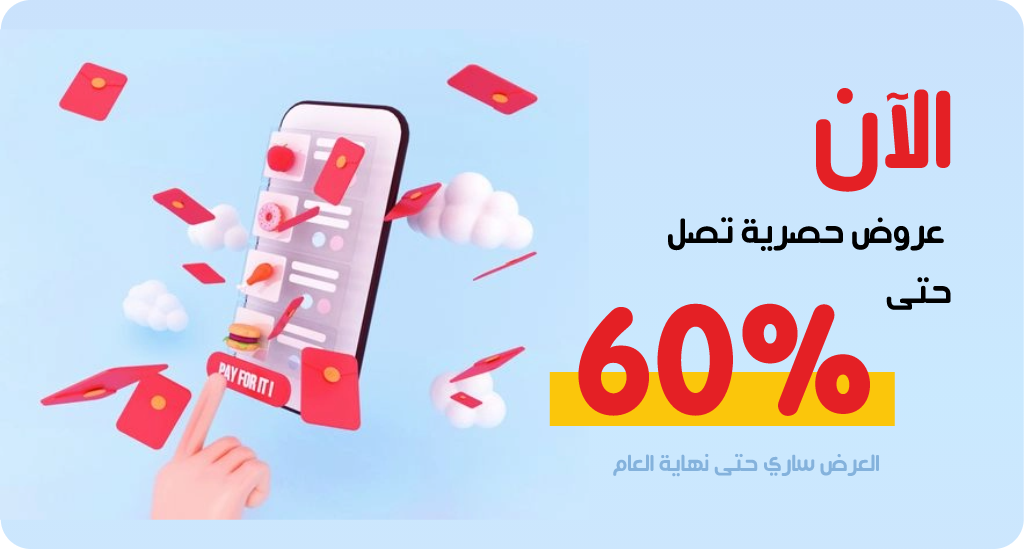 الآن
عروض حصرية تصل
حتى
60%
العرض ساري حتى نهاية العام
PAY FOR IT !